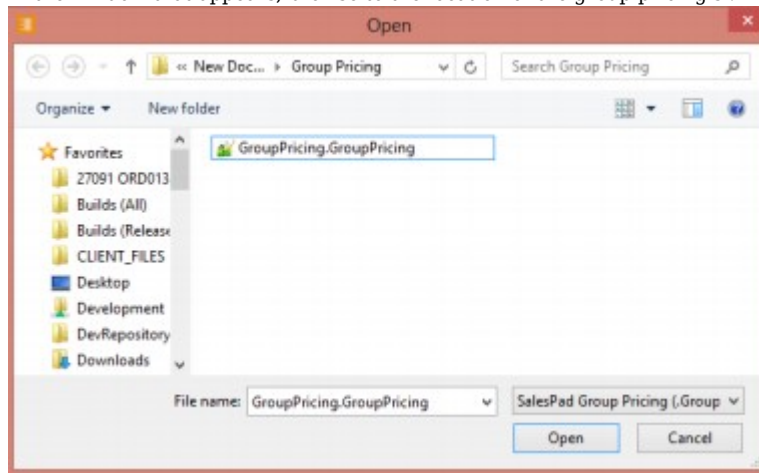 Open
« New Doc... Group Pricing Search Group Pricing
Organize New folder
Favorites
GroupPricing.GroupPricing
27091 ORD013
Builds (All)
Builds (Release
CLIENT_FILES
Desktop
Development
DevRepository
Downloads
File name: GroupPricing.GroupPricing SalesPad Group Pricing (.Group
Open Cancel